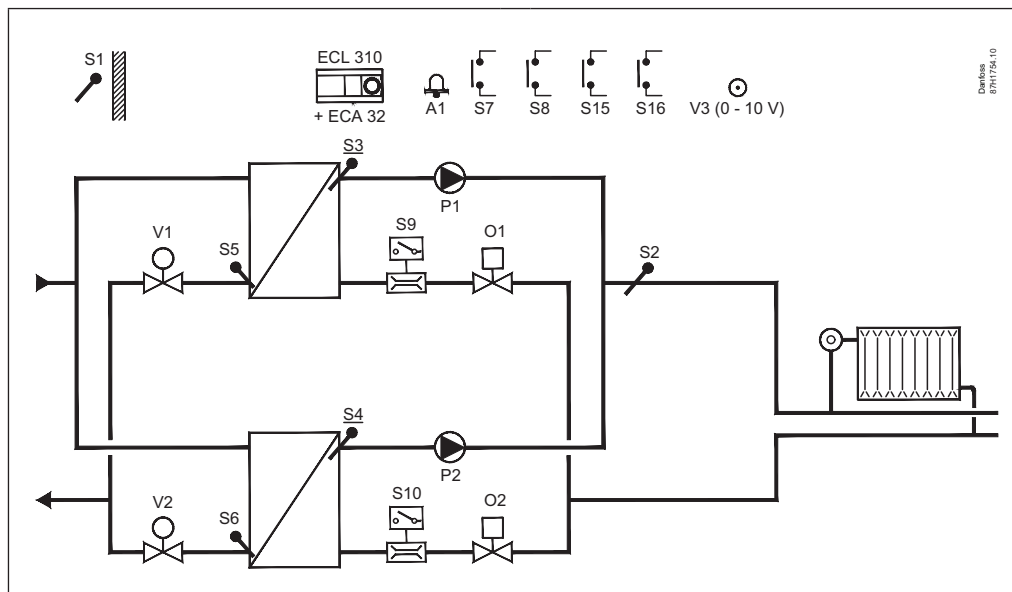 S1
ECL 310
+ ECA 32
A1
S7
S8
S15
S16
V3 (0 - 10 V)
Danfoss
87H1754.10
S3
P1
V1
S5
S9
O1
S2
S4
P2
V2
S6
S10
O2